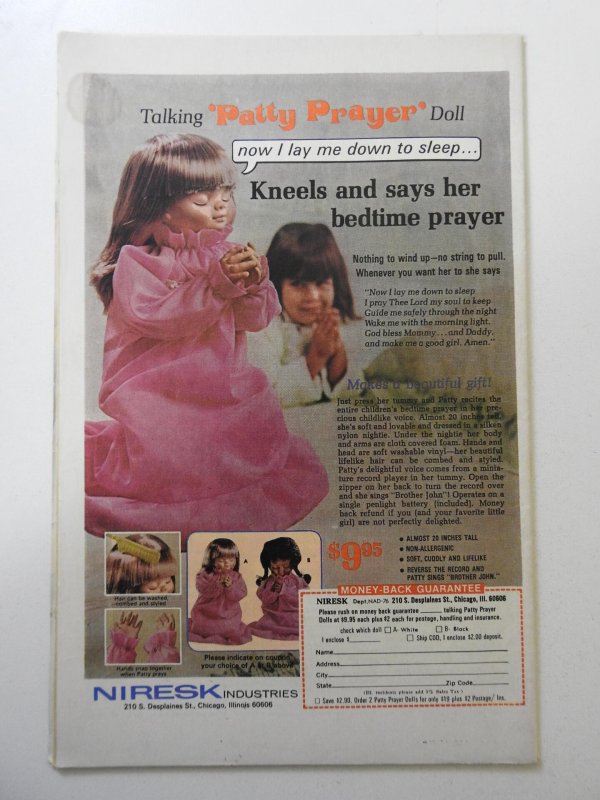 Talking 'Patty Prayer' Doll
now I lay me down to sleep...
Kneels and says her
bedtime prayer
Nothing to wind up—no string to pull.
Whenever you want her to she says
"Now I lay me down to sleep
I pray Thee Lord my soul to keep
Guide me safely through the night
Wake me with the morning light.
God bless Mommy...and Daddy,
and make me a good girl. Amen."
Makes a beautiful gift!
Just press her tummy and Patty recites the
entire children's bedtime prayer in her pre-
cious childlike voice. Almost 20 inches tall,
she's soft and lovable and dressed in a silken
nylon nightie. Under the nightie her body
and arms are cloth covered foam. Hands and
head are soft washable vinyl—her beautiful
lifelike hair can be combed and styled.
Patty's delightful voice comes from a minia-
ture record player in her tummy. Open the
zipper on her back to turn the record over
and she sings "Brother John"! Operates on a
single penlight battery (included). Money
back refund if you (and your favorite little
girl) are not perfectly delighted.
$9.95
• ALMOST 20 INCHES TALL
• NON-ALLERGENIC
• SOFT, CUDDLY AND LIFELIKE
• REVERSE THE RECORD AND
PATTY SINGS "BROTHER JOHN."
Hair can be washed,
combed and styled
Hands snap together
when Patty prays
A
B
Please indicate on coupon
your choice of A or B above
MONEY-BACK GUARANTEE
NIRESK Dept. NAD-76 210 S. Desplaines St., Chicago, Ill. 60606
Please rush on money back guarantee talking Patty Prayer
Dolls at $9.95 each plus $2 each for postage, handling and insurance.
check which doll A- White B- Black
I enclose $ Ship COD, I enclose $2.00 deposit.
Name
Address
City
State Zip Code
(Ill. residents please add 5% Sales Tax)
Save $2.90. Order 2 Patty Prayer Dolls for only $19 plus $2 Postage/ Ins.
NIRESK INDUSTRIES
210 S. Desplaines St., Chicago, Illinois 60606